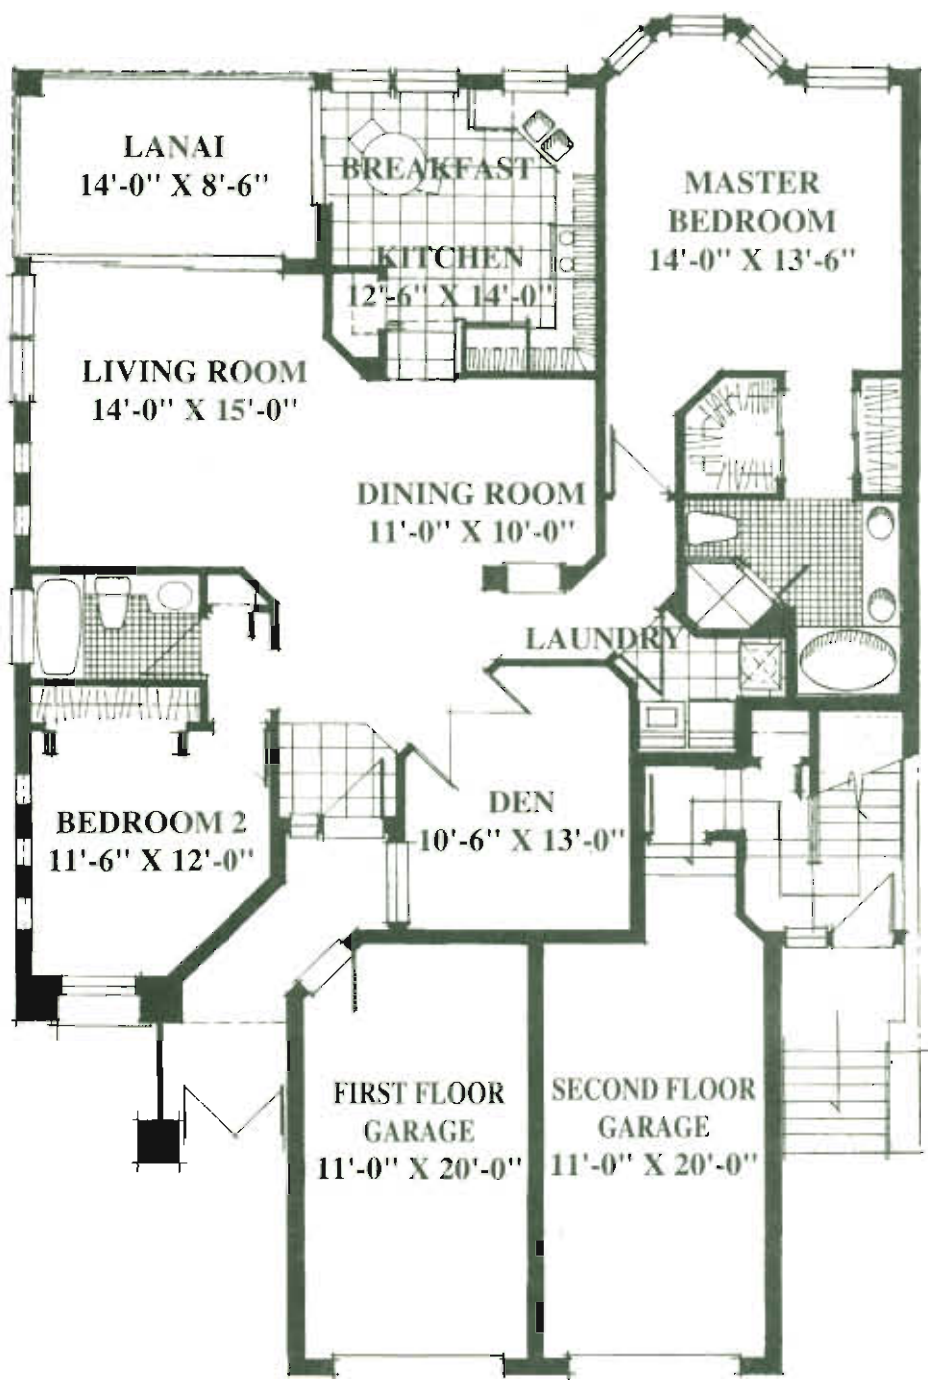 LANAI
14'-0" X 8'-6"
BREAKFAST
KITCHEN
12'-6" X 14'-0"
MASTER
BEDROOM
14'-0" X 13'-6"
LIVING ROOM
14'-0" X 15'-0"
DINING ROOM
11'-0" X 10'-0"
LAUNDRY
BEDROOM 2
11'-6" X 12'-0"
DEN
10'-6" X 13'-0"
FIRST FLOOR
GARAGE
11'-0" X 20'-0"
SECOND FLOOR
GARAGE
11'-0" X 20'-0"